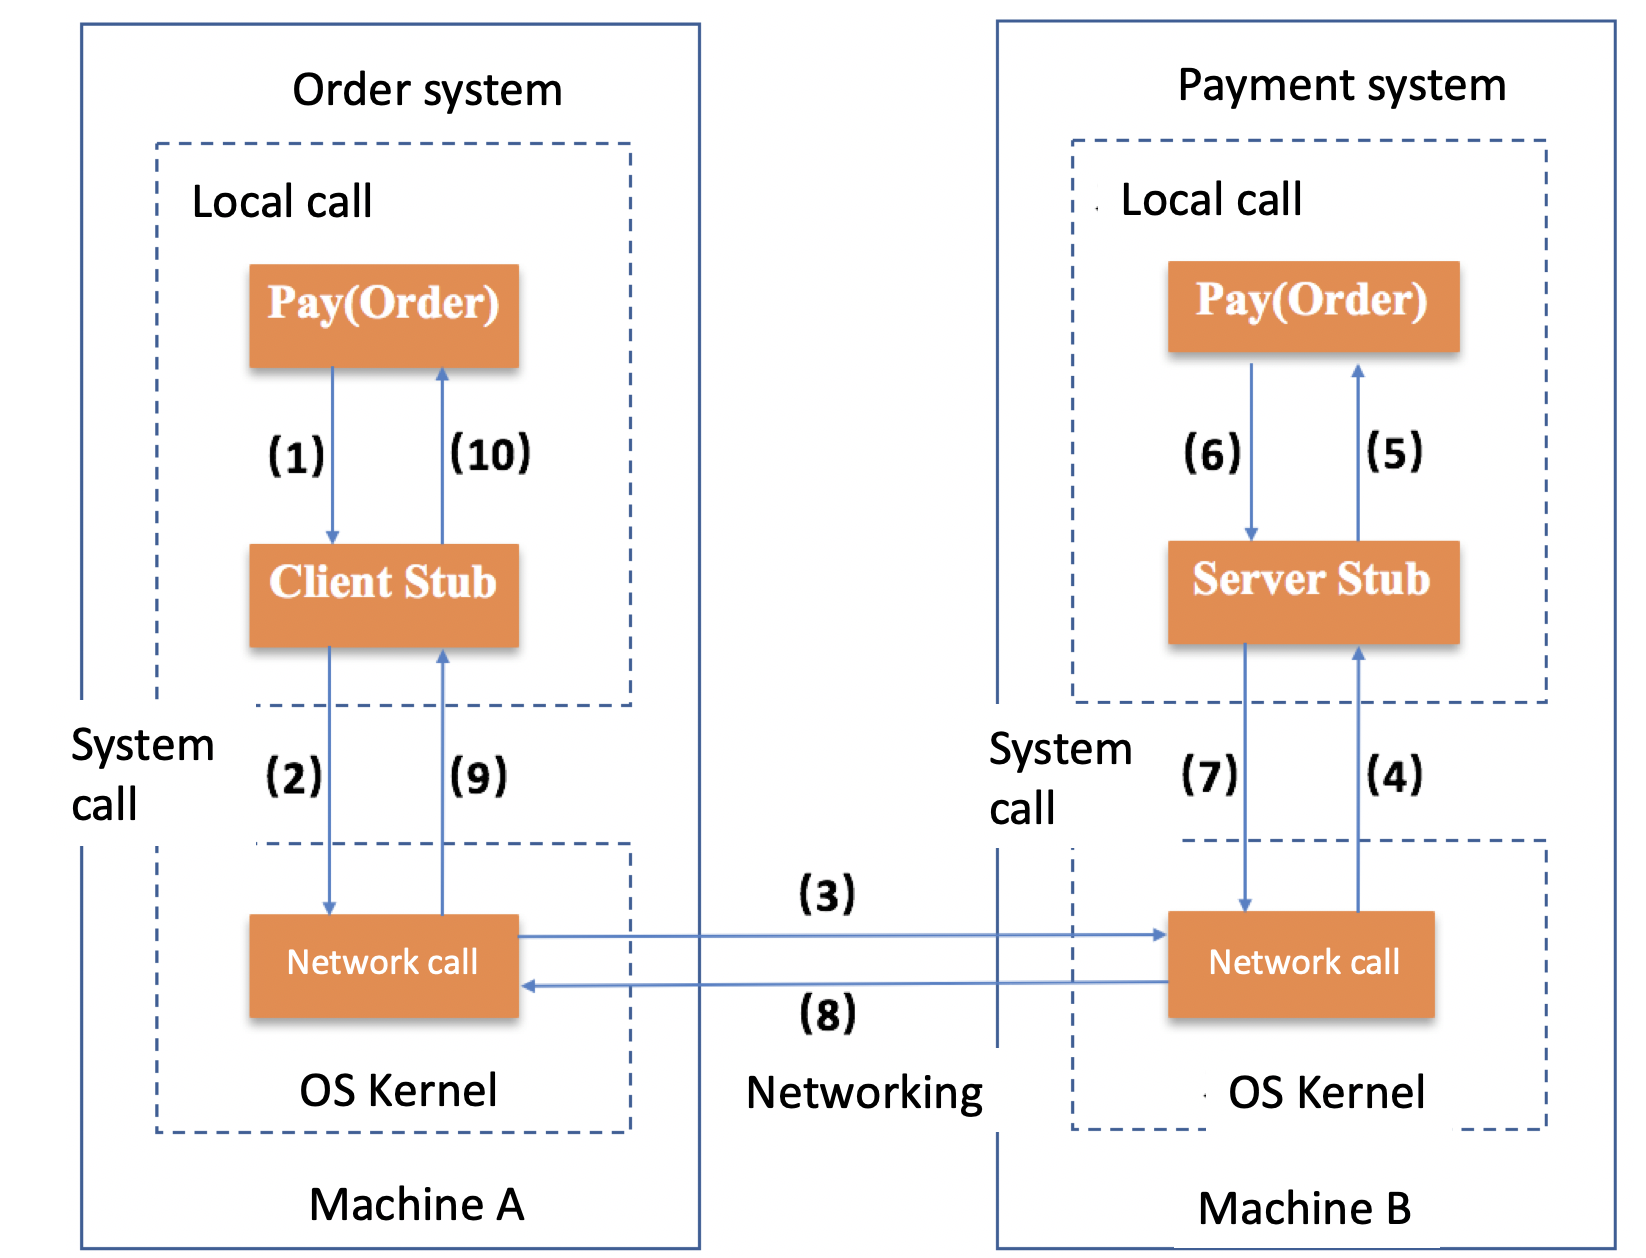 Order system
Local call
Pay(Order)
(1)
(10)
Client Stub
System
call
(2)
(9)
Network call
OS Kernel
Machine A
(3)
(8)
Networking
Payment system
Local call
Pay(Order)
(6)
(5)
Server Stub
System
call
(7)
(4)
Network call
OS Kernel
Machine B